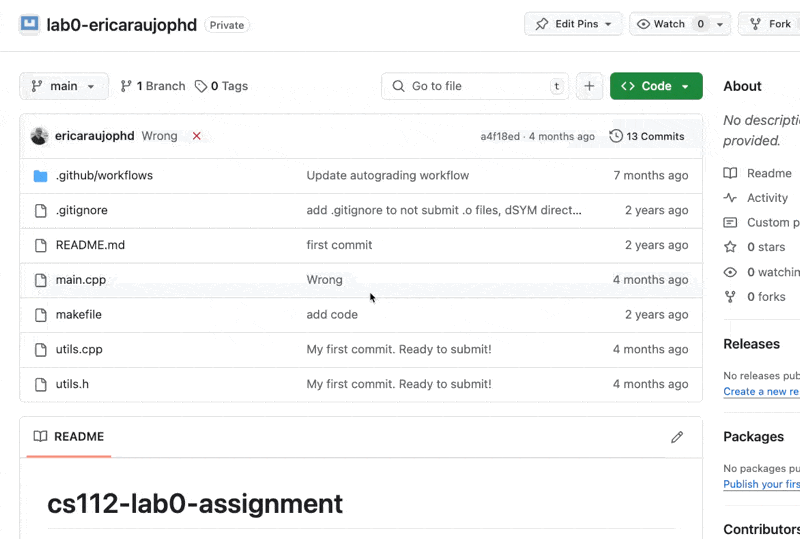 lab0-ericaraujophd Private Edit Pins Watch 0 Fork
main 1 Branch 0 Tags Go to file t Code
ericaraujophd Wrong a4f18ed · 4 months ago 13 Commits
.github/workflows Update autograding workflow 7 months ago
.gitignore add .gitignore to not submit .o files, dSYM direct... 2 years ago
README.md first commit 2 years ago
main.cpp Wrong 4 months ago
makefile add code 2 years ago
utils.cpp My first commit. Ready to submit! 4 months ago
utils.h My first commit. Ready to submit! 4 months ago
README
cs112-lab0-assignment
About
No descriptio
provided.
Readme
Activity
Custom p
0 stars
0 watchin
0 forks
Releases
No releases pub
Create a new re
Packages
No packages pu
Publish your firs
Contributors